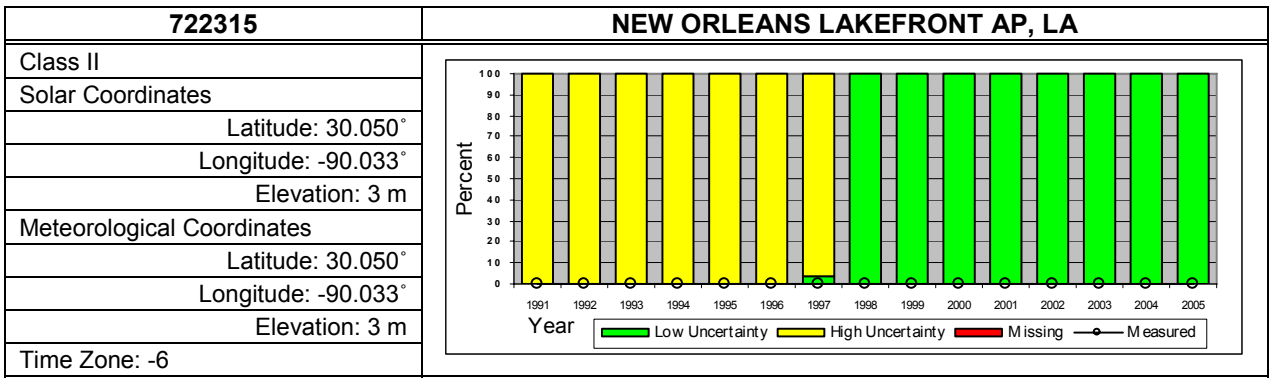 722315
NEW ORLEANS LAKEFRONT AP, LA
Class II
Solar Coordinates
Latitude: 30.050˚
Longitude: -90.033˚
Elevation: 3 m
Meteorological Coordinates
Latitude: 30.050˚
Longitude: -90.033˚
Elevation: 3 m
Time Zone: -6
Percent
100
90
80
70
60
50
40
30
20
10
0
1991 1992 1993 1994 1995 1996 1997 1998 1999 2000 2001 2002 2003 2004 2005
Year
Low Uncertainty High Uncertainty Missing Measured